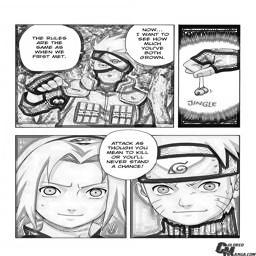 THE RULES
ARE THE
SAME AS
WHEN WE
FRIST MET.
NOW, I
WANT TO
SEE HOW
MUCH
YOU'VE
BOTH
GROWN.
JINGLE
ATTACK AS
THOUGH YOU
MEAN TO KILL
OR YOU'LL
NEVER STAND
A CHANCE!
COLORED
MANGA.COM